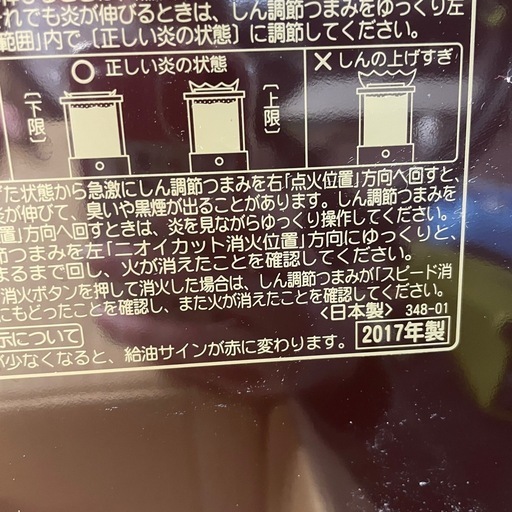 それでも炎が伸びるときは、しん調節つまみをゆっくり左
範囲」内で〔正しい炎の状態〕に調節してください。
○ 正しい炎の状態
×しんの上げすぎ
〔下限〕
〔上限〕
た状態から急激にしん調節つまみを右「点火位置」方向へ回すと、
が伸びて、臭いや黒煙が出ることがあります。しん調節つまみを
置」方向へ回すときは、炎を見ながらゆっくり操作してください。
つまみを左「ニオイカット消火位置」方向にゆっくりと、
まるまで回し、火が消えたことを確認してください。
消火ボタンを押して消火した場合は、しん調節つまみが「スピード消
にもどったことを確認し、また火が消えたことを確認してください。
<日本製> 348-01
示について
2017年製
が少なくなると、給油サインが赤に変わります。